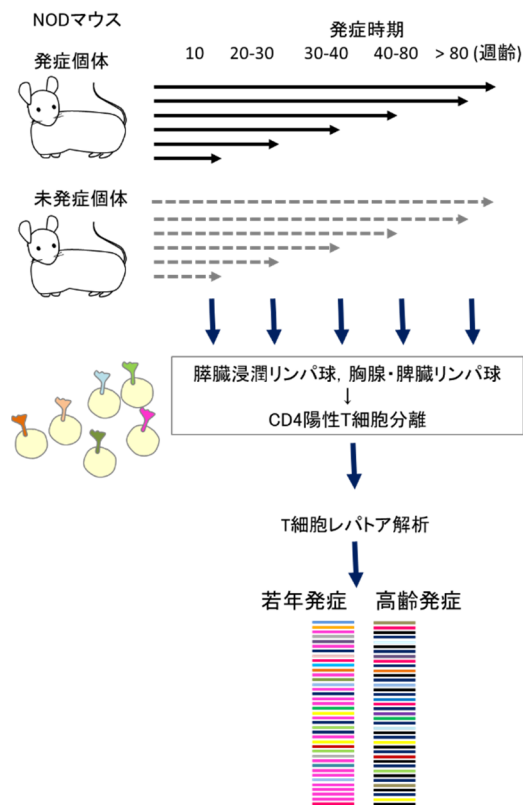 NODマウス
発症時期
発症個体
10 20-30 30-40 40-80 > 80 (週齢)
未発症個体
膵臓浸潤リンパ球, 胸腺・脾臓リンパ球
↓
CD4陽性T細胞分離
T細胞レパトア解析
若年発症 高齢発症